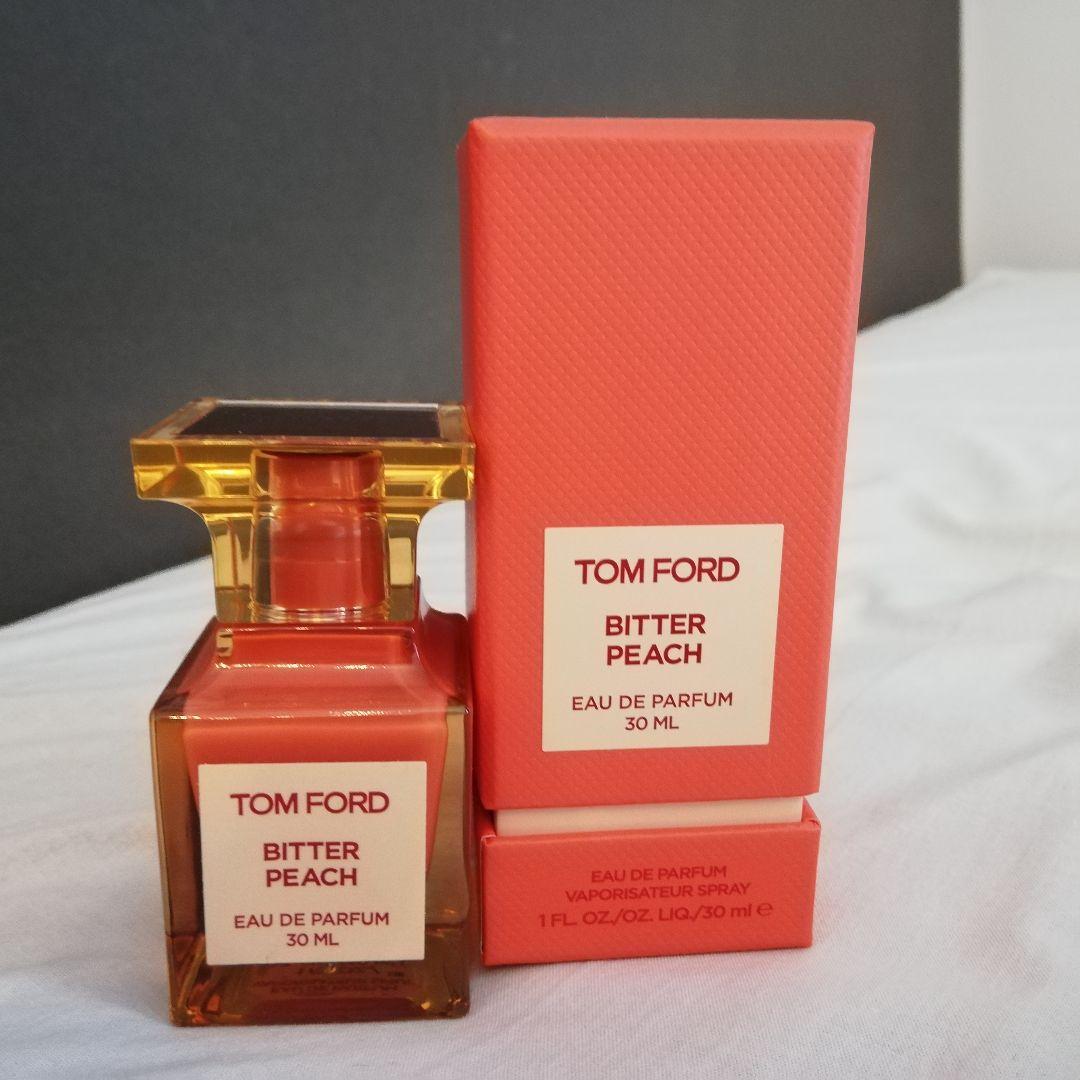 TOM FORD
BITTER
PEACH
EAU DE PARFUM
30 ML
TOM FORD
BITTER
PEACH
EAU DE PARFUM
30 ML
EAU DE PARFUM
VAPORISATEUR SPRAY
1 FL. OZ./OZ. LIQ./30 ml ℮